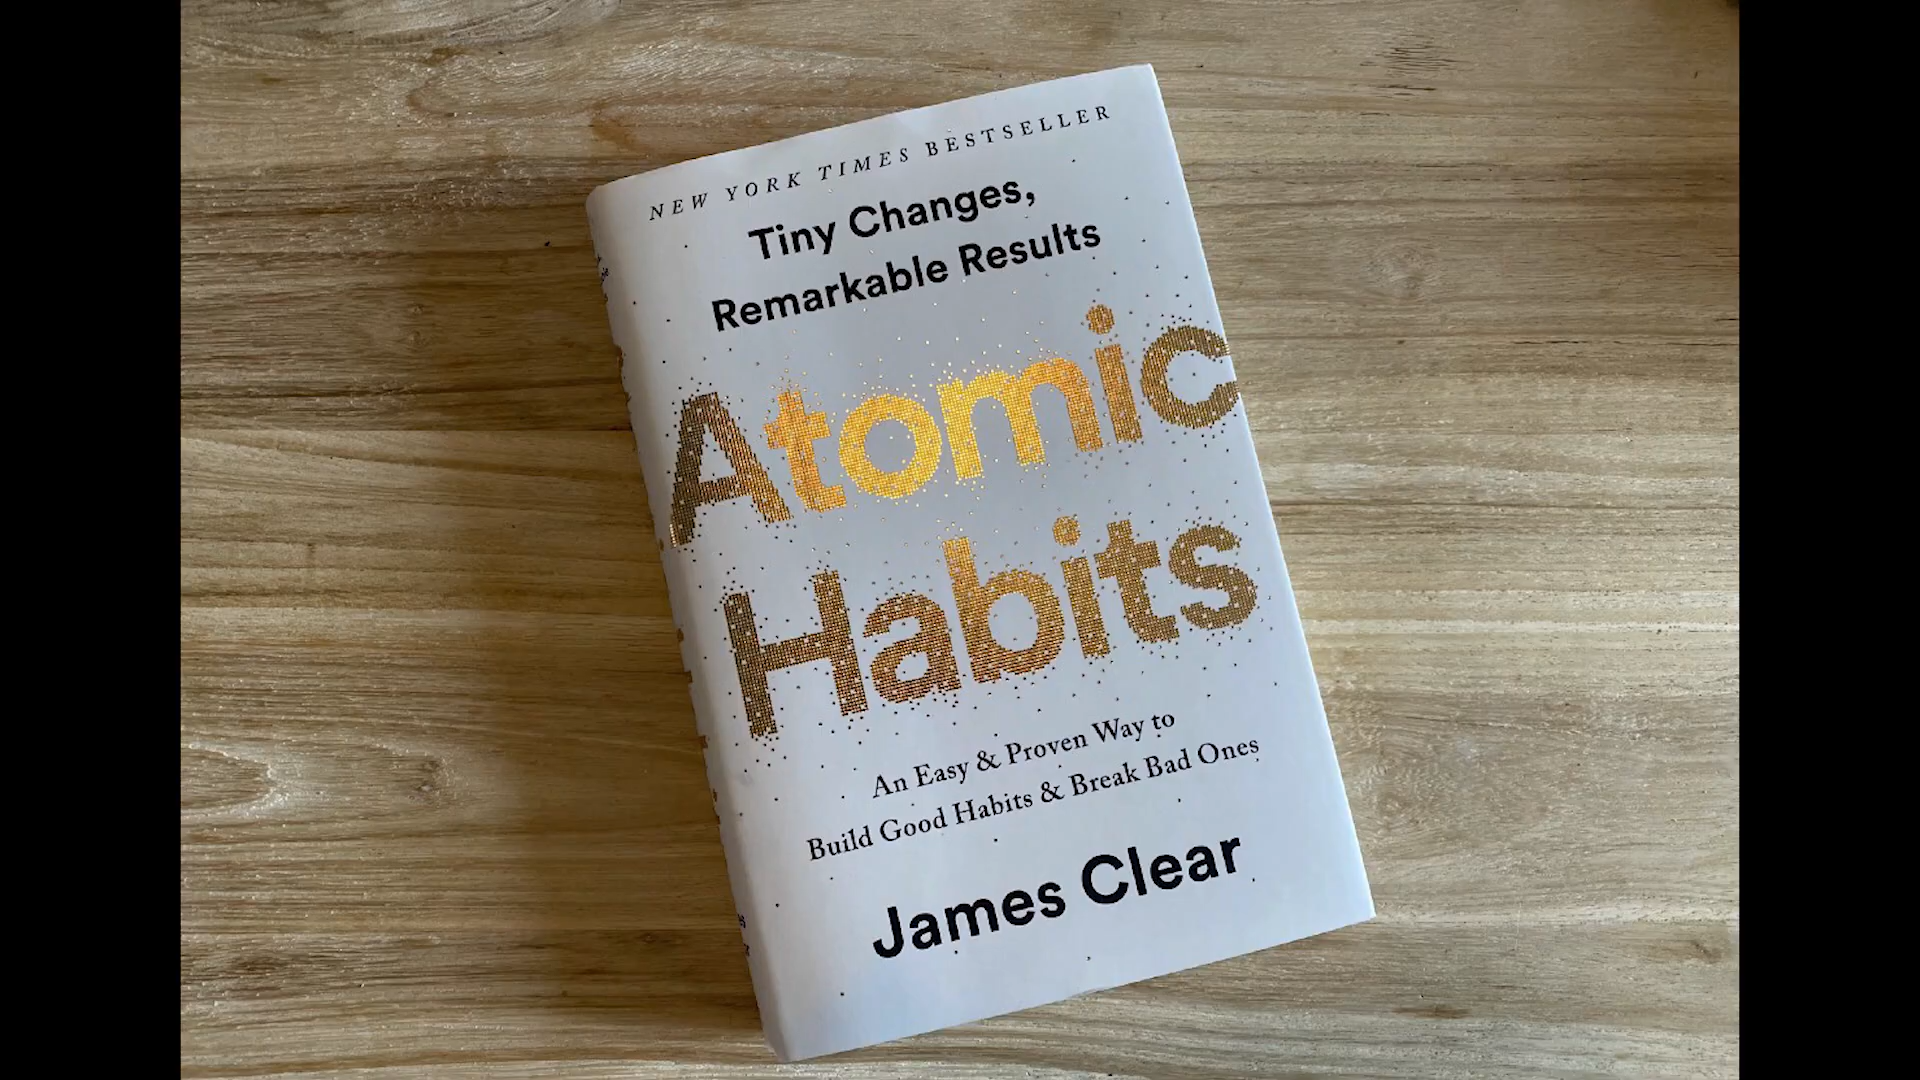 NEW YORK TIMES BESTSELLER
Tiny Changes,
Remarkable Results
Atomic
Habits
An Easy & Proven Way to
Build Good Habits & Break Bad Ones
James Clear